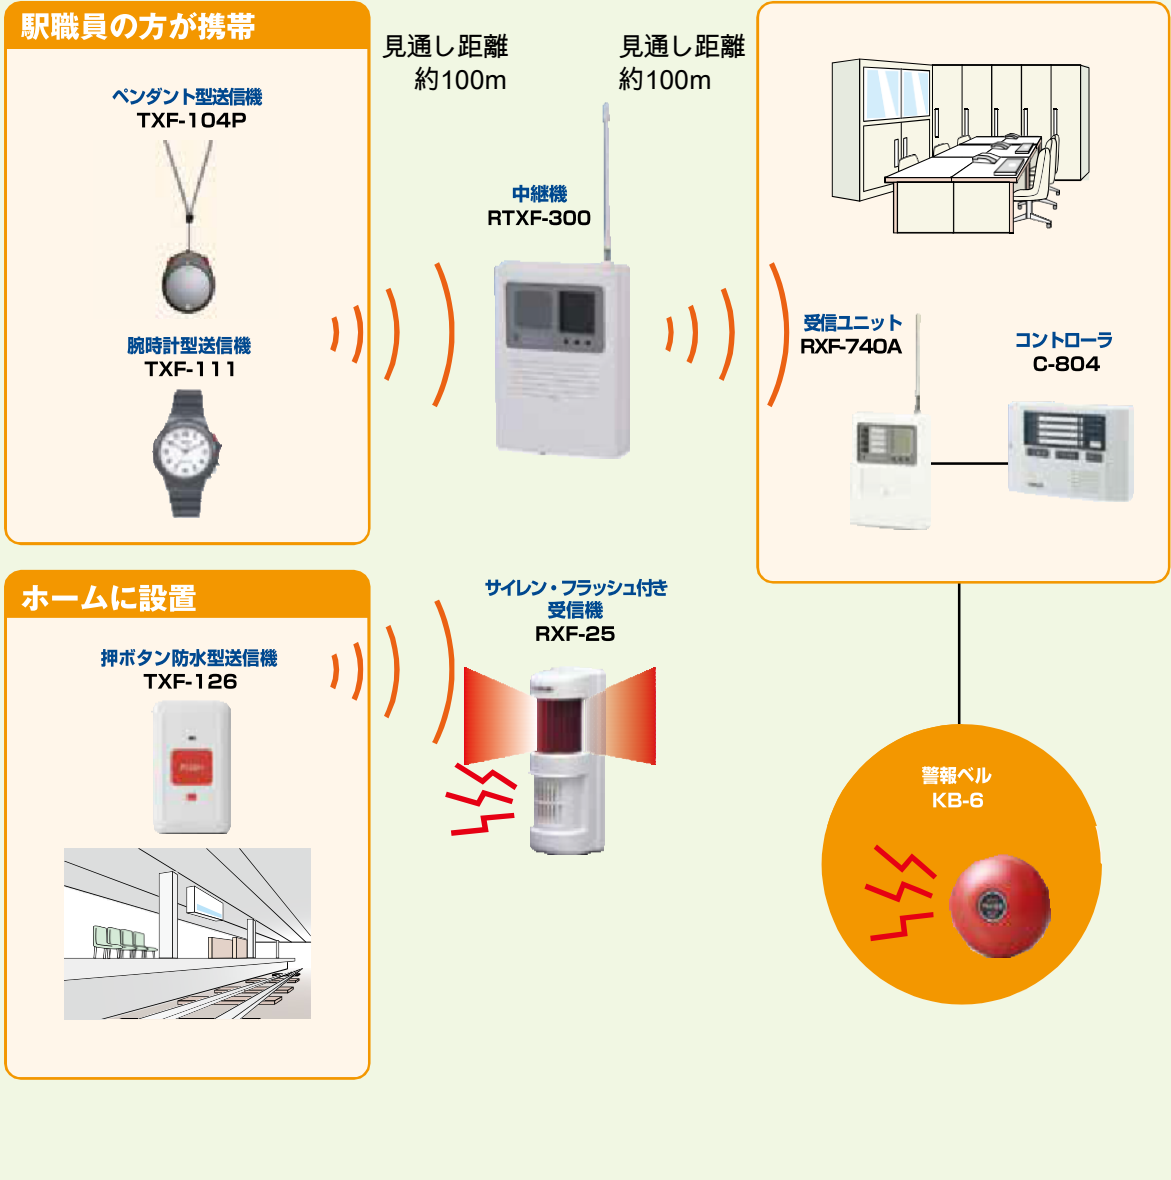 駅職員の方が携帯
ペンダント型送信機
TXF-104P
腕時計型送信機
TXF-111
見通し距離
約100m
見通し距離
約100m
中継機
RTXF-300
受信ユニット
RXF-740A
コントローラ
C-804
ホームに設置
押ボタン防水型送信機
TXF-126
サイレン・フラッシュ付き
受信機
RXF-25
警報ベル
KB-6